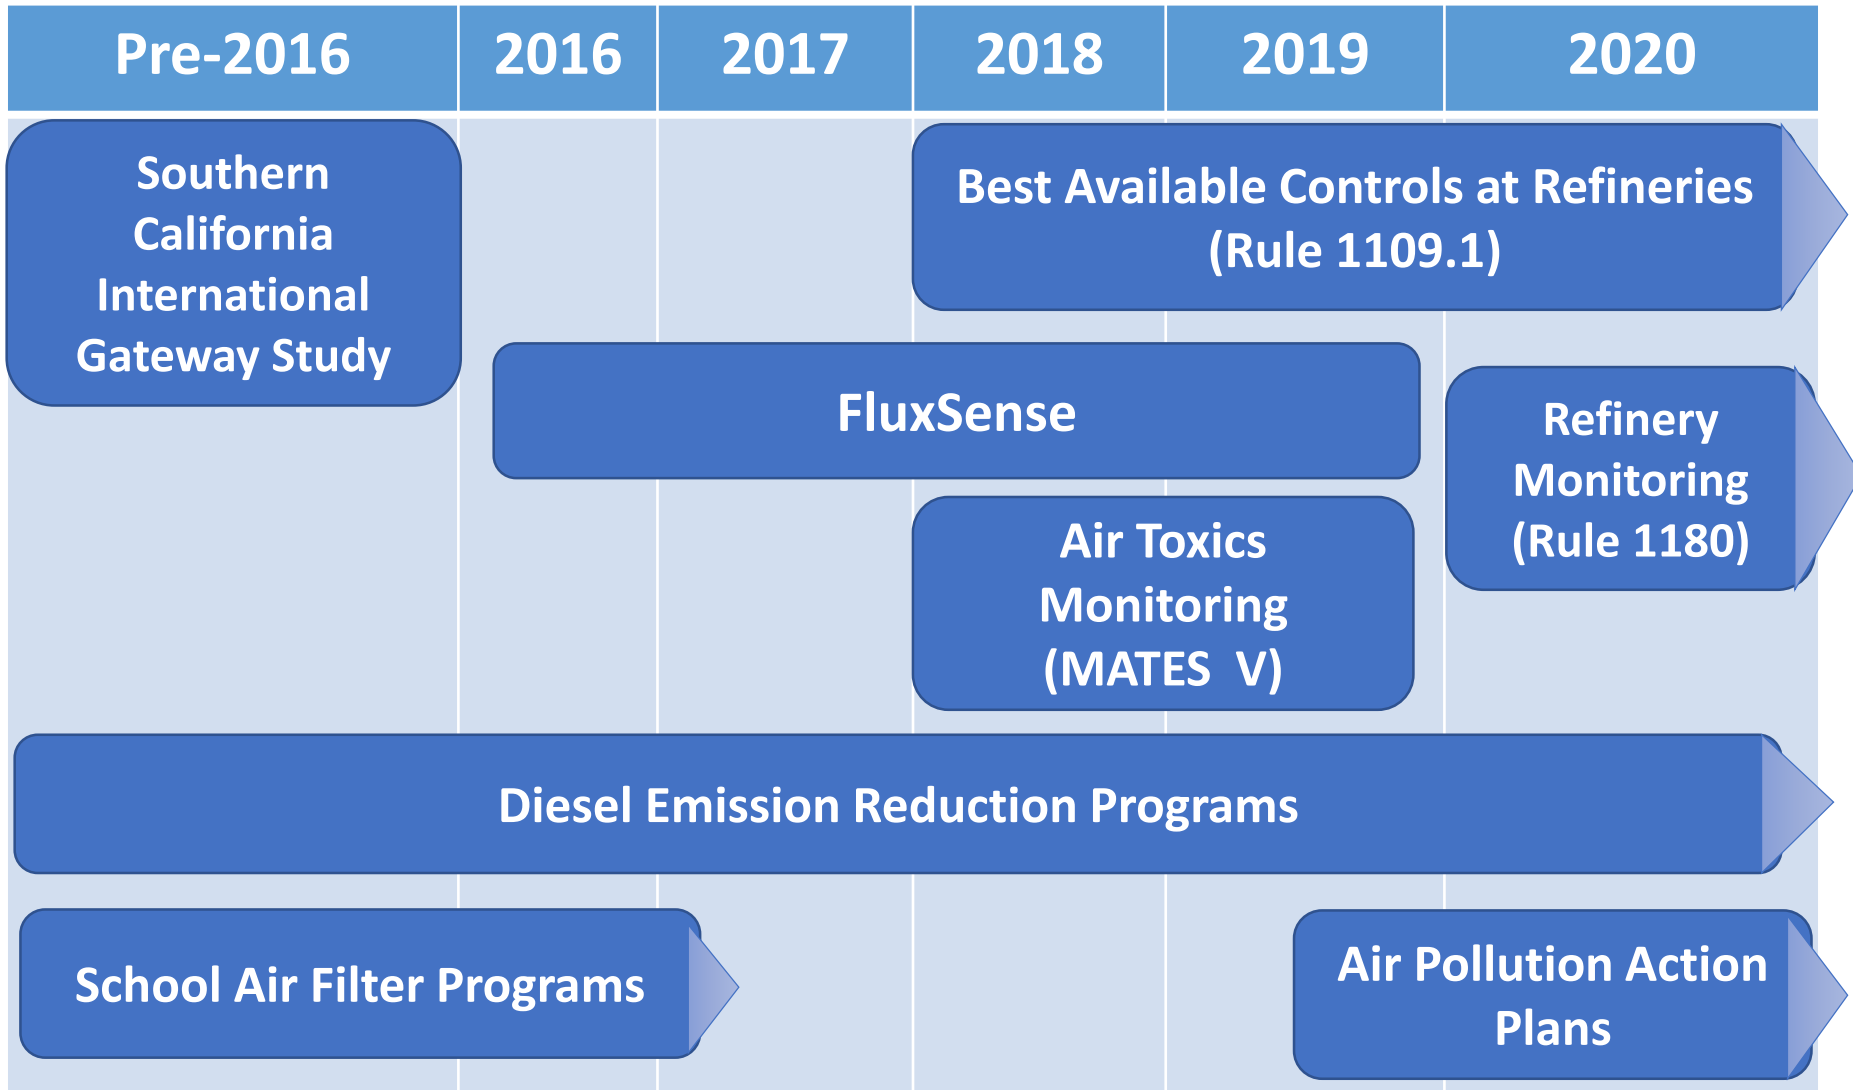 Pre-2016 2016 2017 2018 2019 2020
Southern
California
International
Gateway Study
Best Available Controls at Refineries
(Rule 1109.1)
FluxSense
Refinery
Monitoring
(Rule 1180)
Air Toxics
Monitoring
(MATES  V)
Diesel Emission Reduction Programs
School Air Filter Programs
Air Pollution Action
Plans